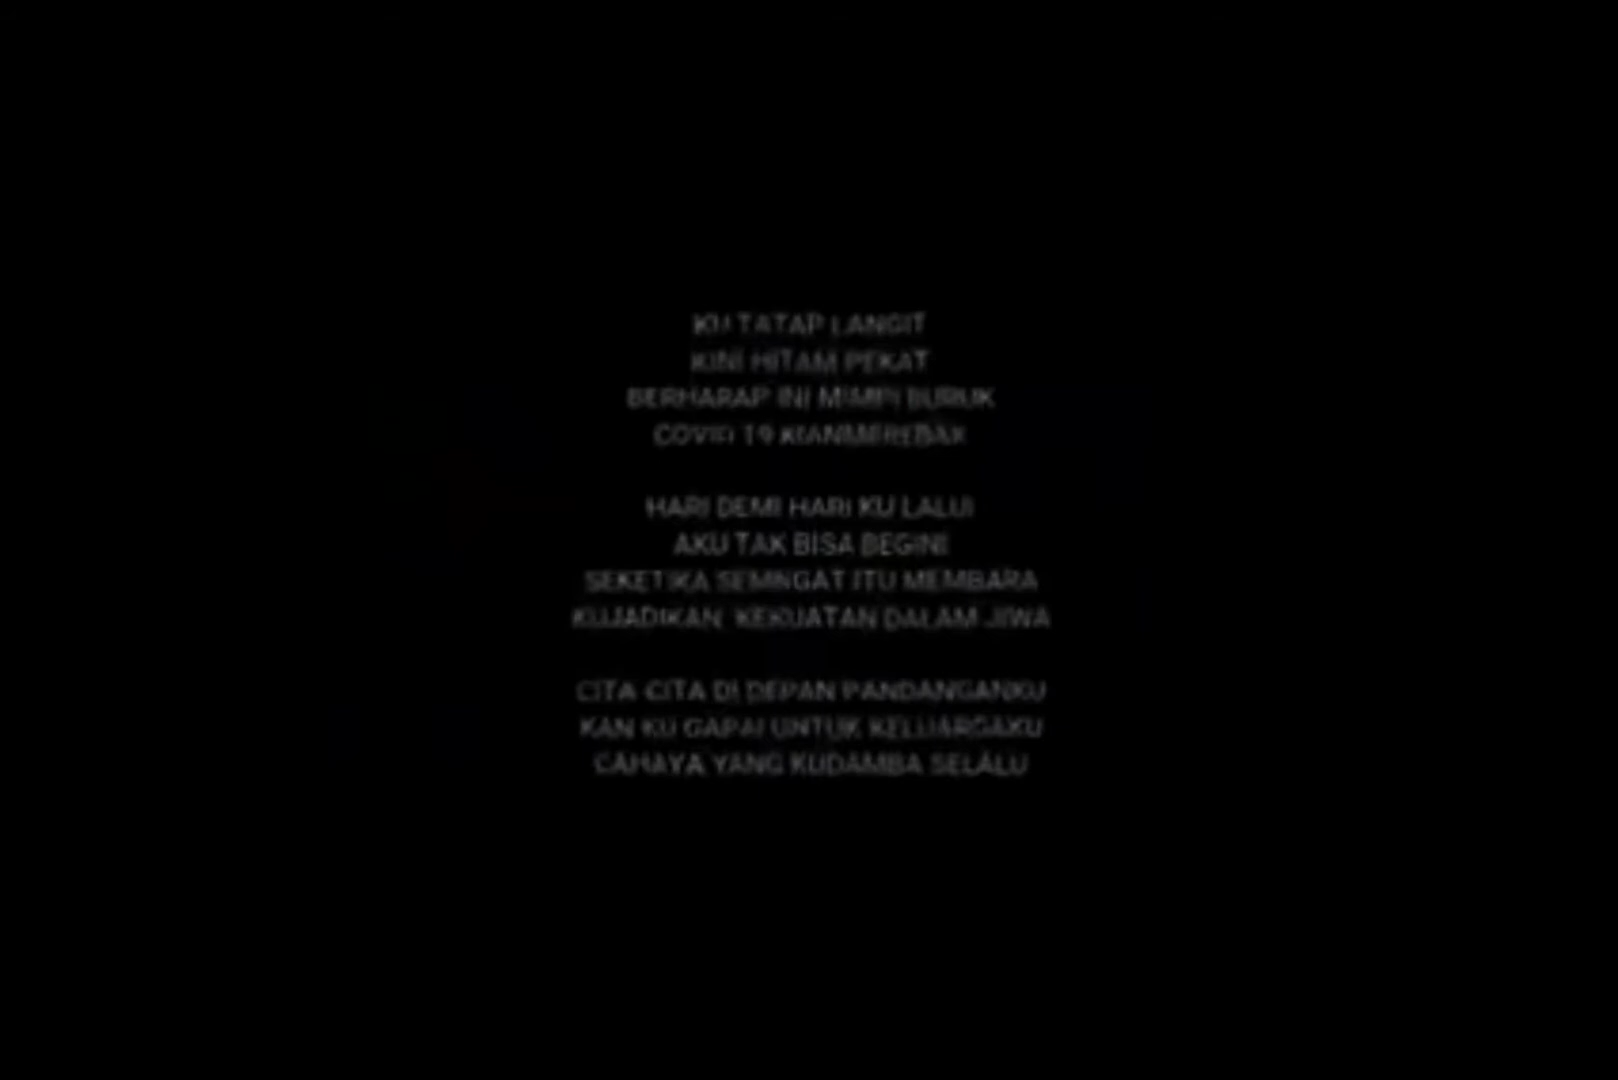 KU TATAP LANGIT
KINI HITAM PEKAT
BERHARAP INI MIMPI BURUK
COVID 19 KIANMEREBAK
HARI DEMI HARI KU LALUI
AKU TAK BISA BEGINI
SEKETIKA SEMNGAT ITU MEMBARA
KUJADIKAN KEKUATAN DALAM JIWA
CITA-CITA DI DEPAN PANDANGANKU
KAN KU GAPAI UNTUK KELUARGAKU
CAHAYA YANG KUDAMBA SELALU